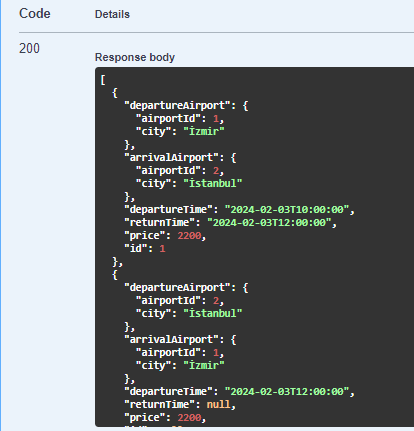 Code Details
200
Response body
[
  {
    "departureAirport": {
      "airportId": 1,
      "city": "İzmir"
    },
    "arrivalAirport": {
      "airportId": 2,
      "city": "İstanbul"
    },
    "departureTime": "2024-02-03T10:00:00",
    "returnTime": "2024-02-03T12:00:00",
    "price": 2200,
    "id": 1
  },
  {
    "departureAirport": {
      "airportId": 2,
      "city": "İstanbul"
    },
    "arrivalAirport": {
      "airportId": 1,
      "city": "İzmir"
    },
    "departureTime": "2024-02-03T12:00:00",
    "returnTime": null,
    "price": 2200,